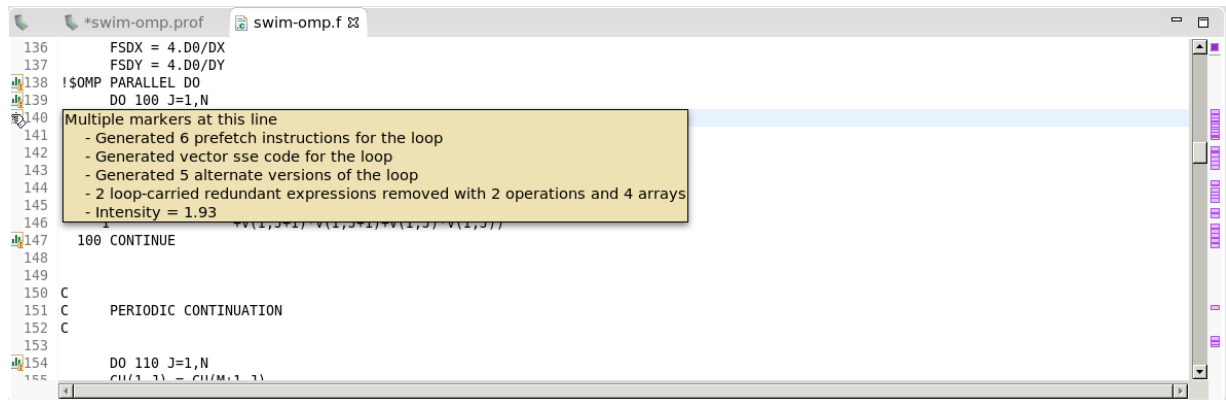 *swim-omp.prof swim-omp.f
136 FSDX = 4.D0/DX
137 FSDY = 4.D0/DY
138 !$OMP PARALLEL DO
139 DO 100 J=1,N
140
Multiple markers at this line
- Generated 6 prefetch instructions for the loop
141
- Generated vector sse code for the loop
142
- Generated 5 alternate versions of the loop
143
- 2 loop-carried redundant expressions removed with 2 operations and 4 arrays
144
145
- Intensity = 1.93
146
147 100 CONTINUE
148
149
150 C
151 C PERIODIC CONTINUATION
152 C
153
154 DO 110 J=1,N
155